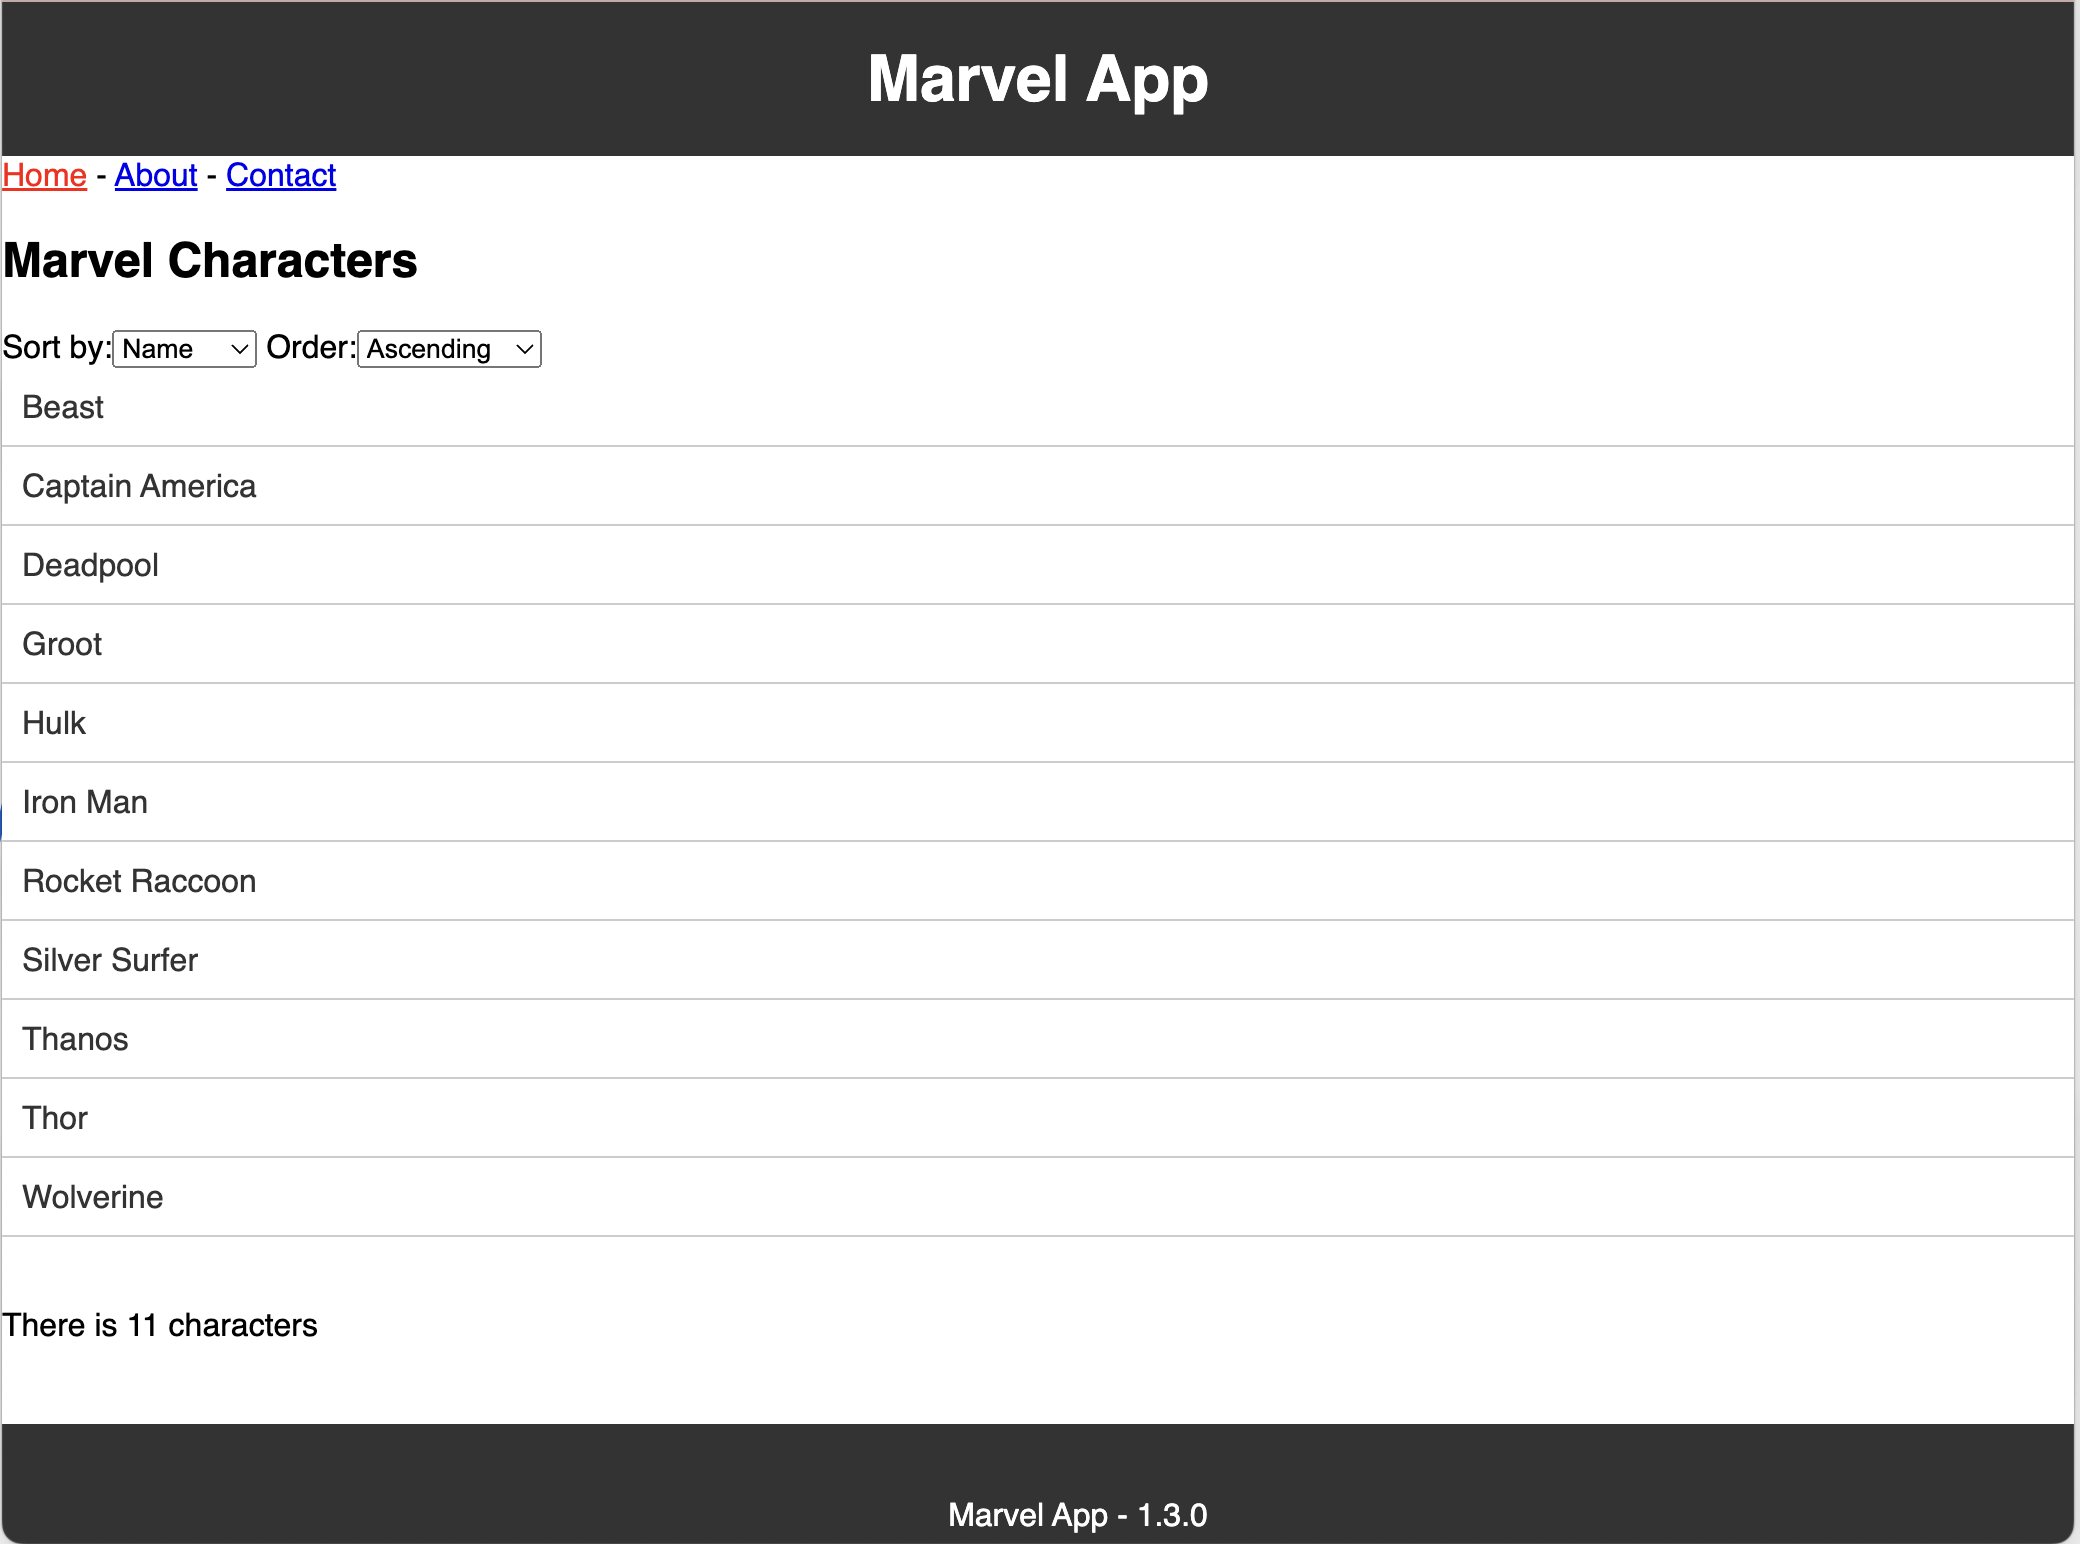 Marvel App
Home - About - Contact
Marvel Characters
Sort by: Name Order: Ascending
Beast
Captain America
Deadpool
Groot
Hulk
Iron Man
Rocket Raccoon
Silver Surfer
Thanos
Thor
Wolverine
There is 11 characters
Marvel App - 1.3.0